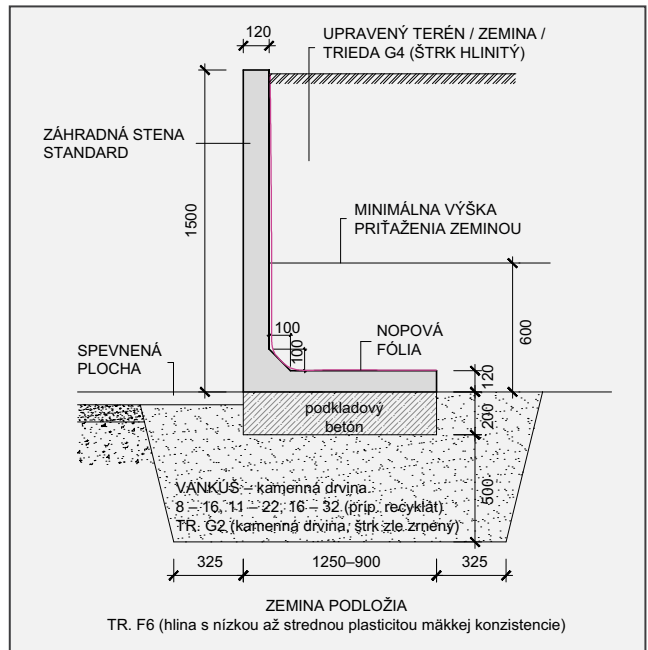 120
UPRAVENÝ TERÉN / ZEMINA /
TRIEDA G4 (ŠTRK HLINITÝ)
ZÁHRADNÁ STENA
STANDARD
1500
MINIMÁLNA VÝŠKA
PRIŤAŽENIA ZEMINOU
600
100
100
NOPOVÁ
FÓLIA
SPEVNENÁ
PLOCHA
120
podkladový
betón
200
500
VANKÚŠ – kamenná drvina
8 – 16, 11 – 22, 16 – 32 (príp. recyklát)
TR. G2 (kamenná drvina, štrk zle zrnený)
325
1250–900
325
ZEMINA PODLOŽIA
TR. F6 (hlina s nízkou až strednou plasticitou mäkkej konzistencie)